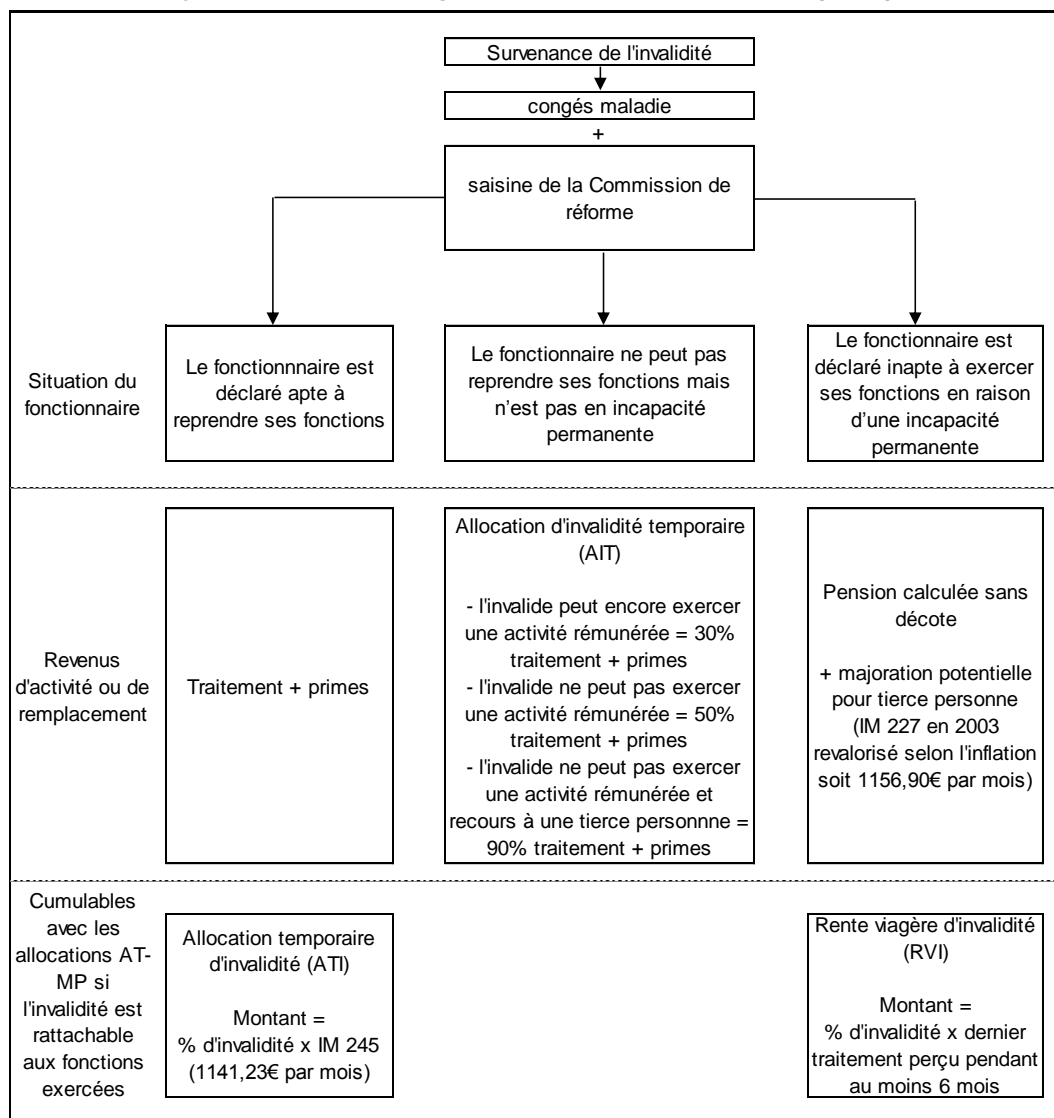 Survenance de l'invalidité
congés maladie
+
saisine de la Commission de
réforme
Situation du
fonctionnaire
Le fonctionnnaire est
déclaré apte à
reprendre ses fonctions
Le fonctionnaire ne peut pas
reprendre ses fonctions mais
n'est pas en incapacité
permanente
Le fonctionnaire est
déclaré inapte à exercer
ses fonctions en raison
d'une incapacité
permanente
Revenus
d'activité ou de
remplacement
Traitement + primes
Allocation d'invalidité temporaire
(AIT)
- l'invalide peut encore exercer
une activité rémunérée = 30%
traitement + primes
- l'invalide ne peut pas exercer
une activité rémunérée = 50%
traitement + primes
- l'invalide ne peut pas exercer
une activité rémunérée et
recours à une tierce personnne =
90% traitement + primes
Pension calculée sans
décote
+ majoration potentielle
pour tierce personne
(IM 227 en 2003
revalorisé selon l'inflation
soit 1156,90€ par mois)
Cumulables
avec les
allocations AT-
MP si
l'invalidité est
rattachable
aux fonctions
exercées
Allocation temporaire
d'invalidité (ATI)
Montant =
% d'invalidité x IM 245
(1141,23€ par mois)
Rente viagère d'invalidité
(RVI)
Montant =
% d'invalidité x dernier
traitement perçu pendant
au moins 6 mois